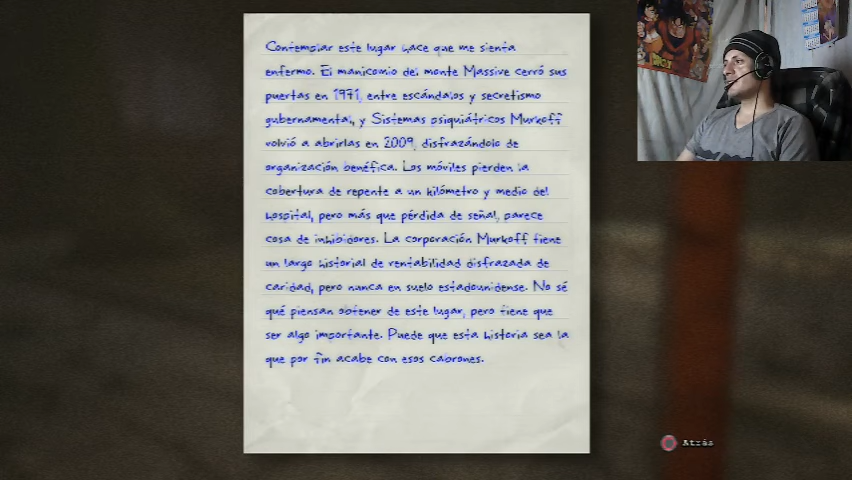 Contemplar este lugar hace que me sienta
enfermo. El manicomio del monte Massive cerró sus
puertas en 1971, entre escándalos y secretismo
gubernamental, y Sistemas psiquiátricos Murkoff
volvió a abrirlas en 2009, disfrazándolo de
organización benéfica. Los móviles pierden la
cobertura de repente a un kilómetro y medio del
hospital, pero más que pérdida de señal, parece
cosa de inhibidores. La corporación Murkoff tiene
un largo historial de rentabilidad disfrazada de
caridad, pero nunca en suelo estadounidense. No sé
qué piensan obtener de este lugar, pero tiene que
ser algo importante. Puede que esta historia sea la
que por fin acabe con esos cabrones.
Atrás